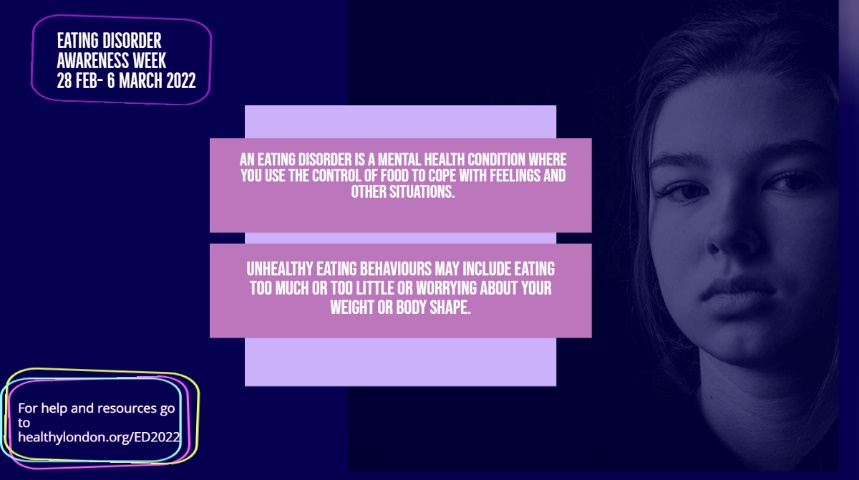 EATING DISORDER
AWARENESS WEEK
28 FEB- 6 MARCH 2022
AN EATING DISORDER IS A MENTAL HEALTH CONDITION WHERE
YOU USE THE CONTROL OF FOOD TO COPE WITH FEELINGS AND
OTHER SITUATIONS.
UNHEALTHY EATING BEHAVIOURS MAY INCLUDE EATING
TOO MUCH OR TOO LITTLE OR WORRYING ABOUT YOUR
WEIGHT OR BODY SHAPE.
For help and resources go
to
healthylondon.org/ED2022